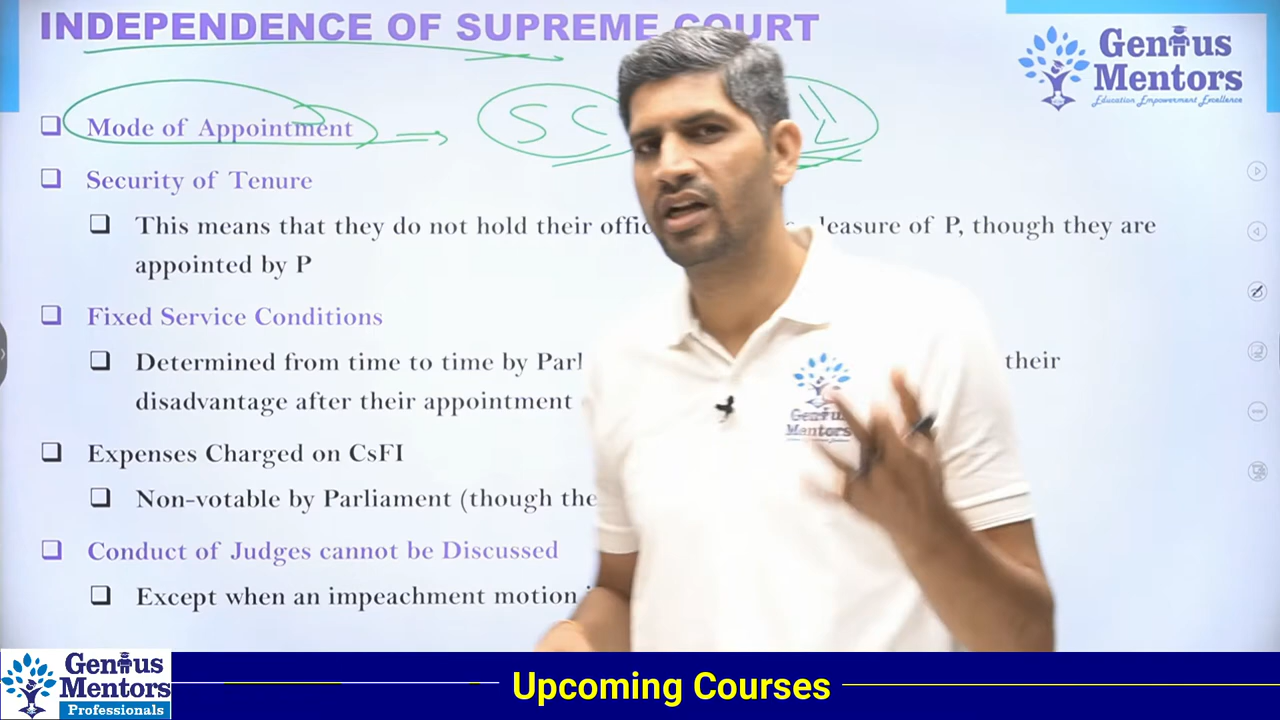 INDEPENDENCE OF SUPREME COURT
Genius
Mentors
Education Empowerment Excellence
Mode of Appointment
SC
Security of Tenure
This means that they do not hold their leasure of P, though they are
appointed by P
Fixed Service Conditions
Determined from time to time by their
disadvantage after their appointment
Expenses Charged on CsFI
Non-votable by Parliament (though
Conduct of Judges cannot be Discussed
Except when an impeachment motion
Genius
Mentors
Genius
Mentors
Professionals
Upcoming Courses